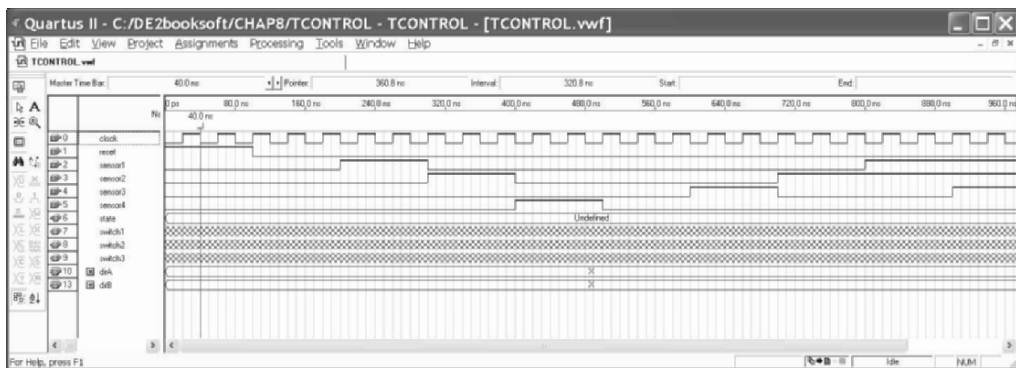 Quartus II - C:/DE2booksoft/CHAP8/TCONTROL - TCONTROL - [TCONTROL.vwf]
File Edit View Project Assignments Processing Tools Window Help
TCONTROL.vwf
Master Time Bar: 40.0 ns Pointer: 360.8 ns Interval: 320.8 ns Start: End:
0 ps 80.0 ns 160.0 ns 240.0 ns 320.0 ns 400.0 ns 480.0 ns 560.0 ns 640.0 ns 720.0 ns 800.0 ns 880.0 ns 960.0 ns
Na 40.0 ns
0 clock
1 reset
2 sensor1
3 sensor2
4 sensor3
5 sensor4
6 state Undefined
7 switch1
8 switch2
9 switch3
10 dirA X
13 dirB X
For Help, press F1 Idle NUM